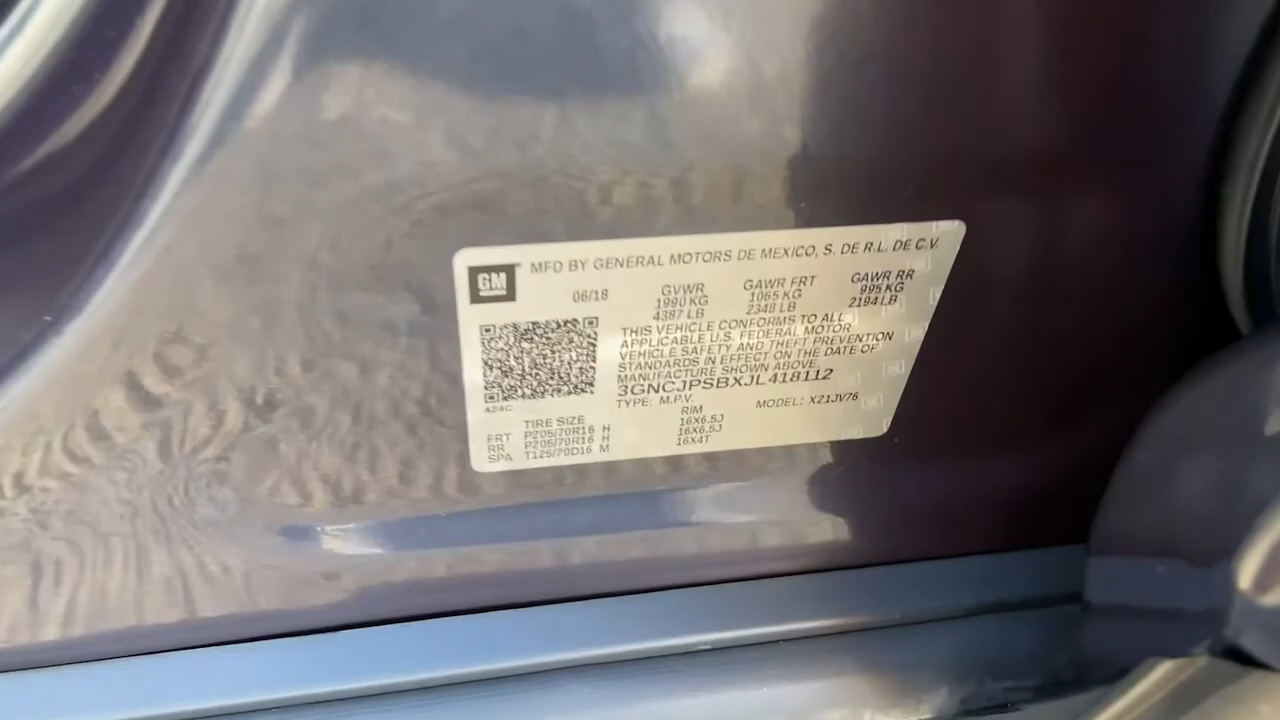 GM
MFD BY GENERAL MOTORS DE MEXICO, S. DE R.L. DE C.V.
06/18 GVWR GAWR FRT GAWR RR
1990 KG 1065 KG 995 KG
4387 LB 2348 LB 2194 LB
THIS VEHICLE CONFORMS TO ALL
APPLICABLE U.S. FEDERAL MOTOR
VEHICLE SAFETY AND THEFT PREVENTION
STANDARDS IN EFFECT ON THE DATE OF
MANUFACTURE SHOWN ABOVE.
3GNCJPSBXJL418112
TYPE: M.P.V. MODEL: X21JV76
424C
TIRE SIZE RIM
FRT P205/70R16 H 16X6.5J
RR P205/70R16 H 16X6.5J
SPA T125/70D16 M 16X4T